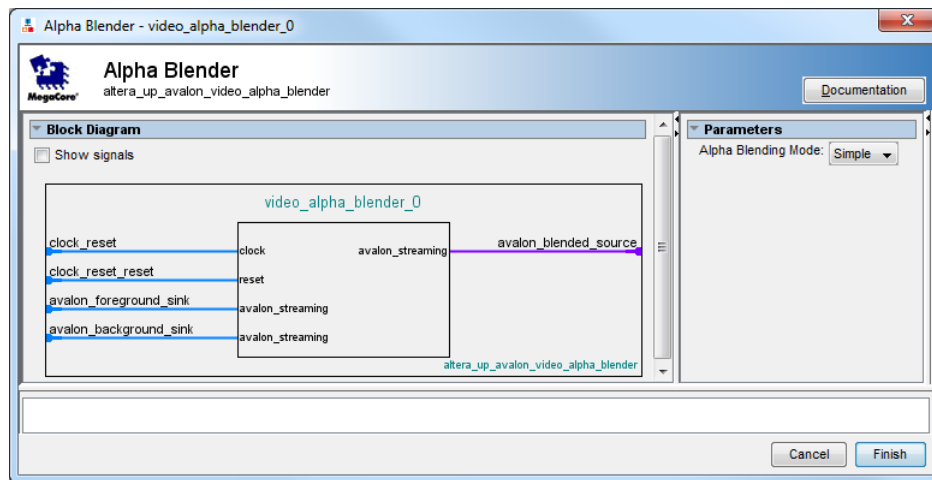 Alpha Blender - video_alpha_blender_0
MegaCore'
Alpha Blender
altera_up_avalon_video_alpha_blender
Documentation
Block Diagram
Show signals
video_alpha_blender_0
clock_reset
clock
avalon_streaming
avalon_blended_source
clock_reset_reset
reset
avalon_foreground_sink
avalon_streaming
avalon_background_sink
avalon_streaming
altera_up_avalon_video_alpha_blender
Parameters
Alpha Blending Mode: Simple
Cancel
Finish